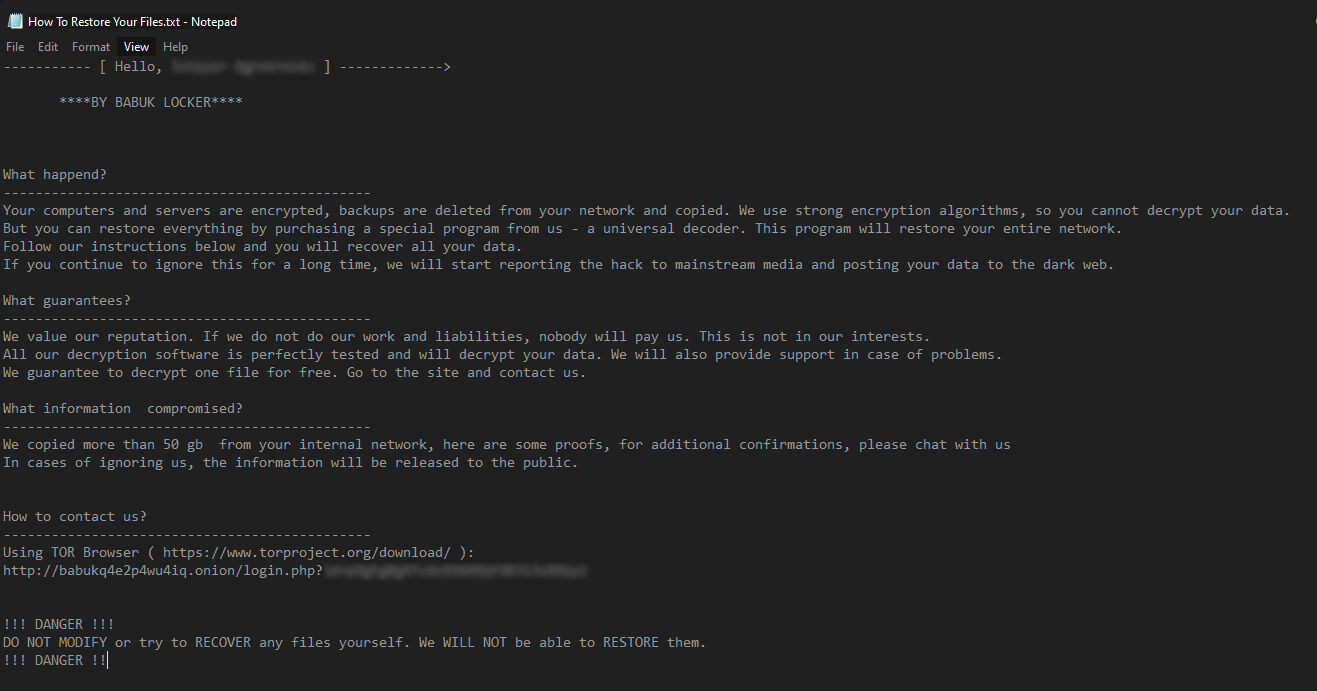 How To Restore Your Files.txt - Notepad
File Edit Format View Help
----------- [ Hello, ] ------------->
****BY BABUK LOCKER****
What happend?
----------------------------------------------
Your computers and servers are encrypted, backups are deleted from your network and copied. We use strong encryption algorithms, so you cannot decrypt your data.
But you can restore everything by purchasing a special program from us - a universal decoder. This program will restore your entire network.
Follow our instructions below and you will recover all your data.
If you continue to ignore this for a long time, we will start reporting the hack to mainstream media and posting your data to the dark web.
What guarantees?
----------------------------------------------
We value our reputation. If we do not do our work and liabilities, nobody will pay us. This is not in our interests.
All our decryption software is perfectly tested and will decrypt your data. We will also provide support in case of problems.
We guarantee to decrypt one file for free. Go to the site and contact us.
What information  compromised?
----------------------------------------------
We copied more than 50 gb  from your internal network, here are some proofs, for additional confirmations, please chat with us
In cases of ignoring us, the information will be released to the public.
How to contact us?
----------------------------------------------
Using TOR Browser ( https://www.torproject.org/download/ ):
http://babukq4e2p4wu4iq.onion/login.php?
!!! DANGER !!!
DO NOT MODIFY or try to RECOVER any files yourself. We WILL NOT be able to RESTORE them.
!!! DANGER !!